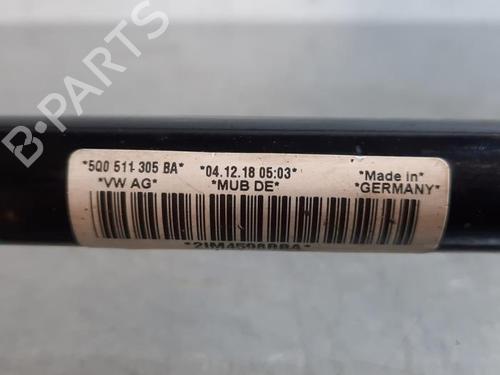 *5Q0 511 305 BA* *04.12.18 05:03* *Made in*
*VW AG* *MUB DE* *GERMANY*
B-PARTS